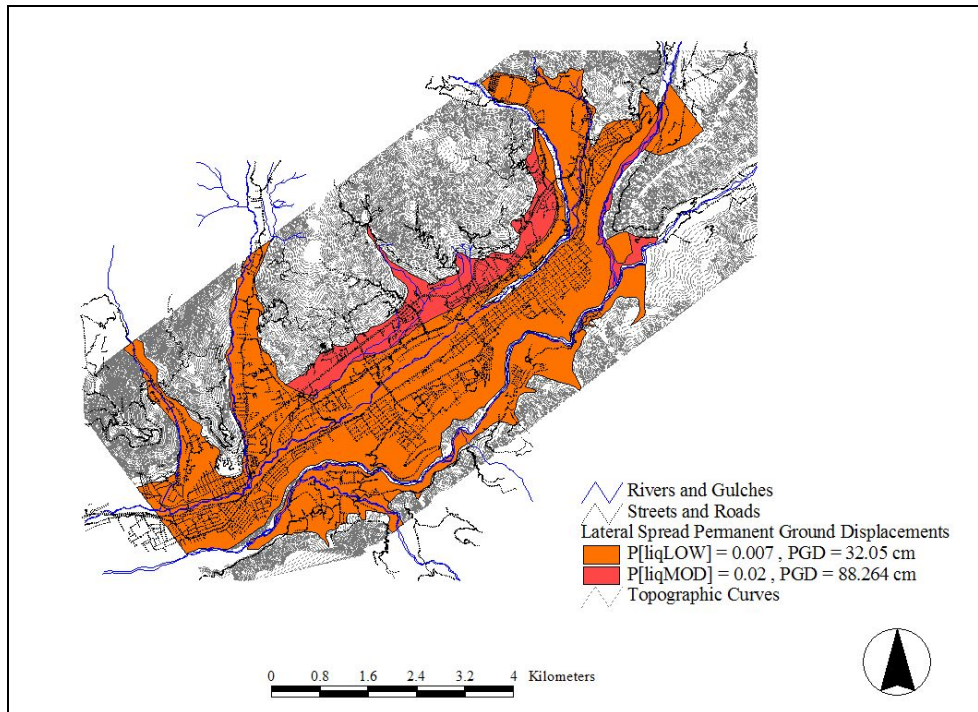 Rivers and Gulches
Streets and Roads
Lateral Spread Permanent Ground Displacements
P[liqLOW] = 0.007 , PGD = 32.05 cm
P[liqMOD] = 0.02 , PGD = 88.264 cm
Topographic Curves
0 0.8 1.6 2.4 3.2 4 Kilometers